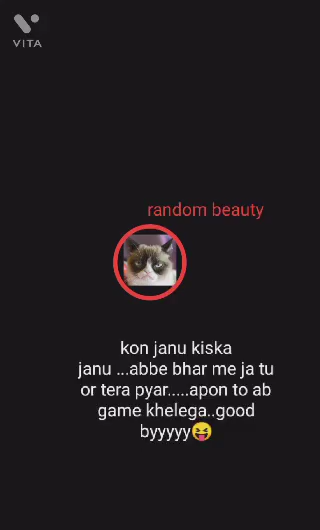 VITA
random beauty
kon janu kiska
janu ...abbe bhar me ja tu
or tera pyar.....apon to ab
game khelega..good
byyyyy😝